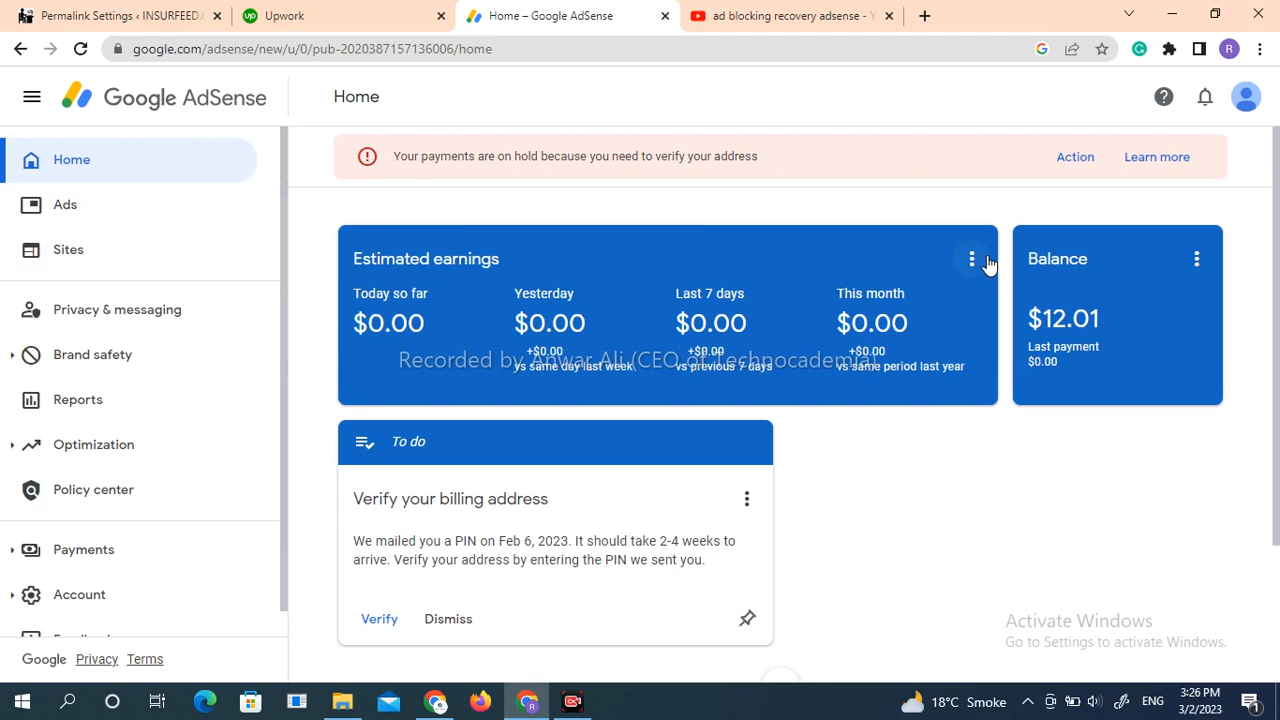 Permalink Settings ‹ INSURFEED.
Upwork
Home – Google AdSense
ad blocking recovery adsense -
google.com/adsense/new/u/0/pub-2020387157136006/home
Google AdSense
Home
Home
Ads
Sites
Privacy & messaging
Brand safety
Reports
Optimization
Policy center
Payments
Account
Google Privacy Terms
Your payments are on hold because you need to verify your address
Action
Learn more
Estimated earnings
Today so far
$0.00
Yesterday
$0.00
+$0.00
vs same day last week
Last 7 days
$0.00
+$0.00
vs previous 7 days
This month
$0.00
+$0.00
vs same period last year
Recorded by Anwar Ali (CEO of Technocademia)
Balance
$12.01
Last payment
$0.00
To do
Verify your billing address
We mailed you a PIN on Feb 6, 2023. It should take 2-4 weeks to
arrive. Verify your address by entering the PIN we sent you.
Verify
Dismiss
Activate Windows
Go to Settings to activate Windows.
18°C Smoke
ENG
3:26 PM
3/2/2023
1